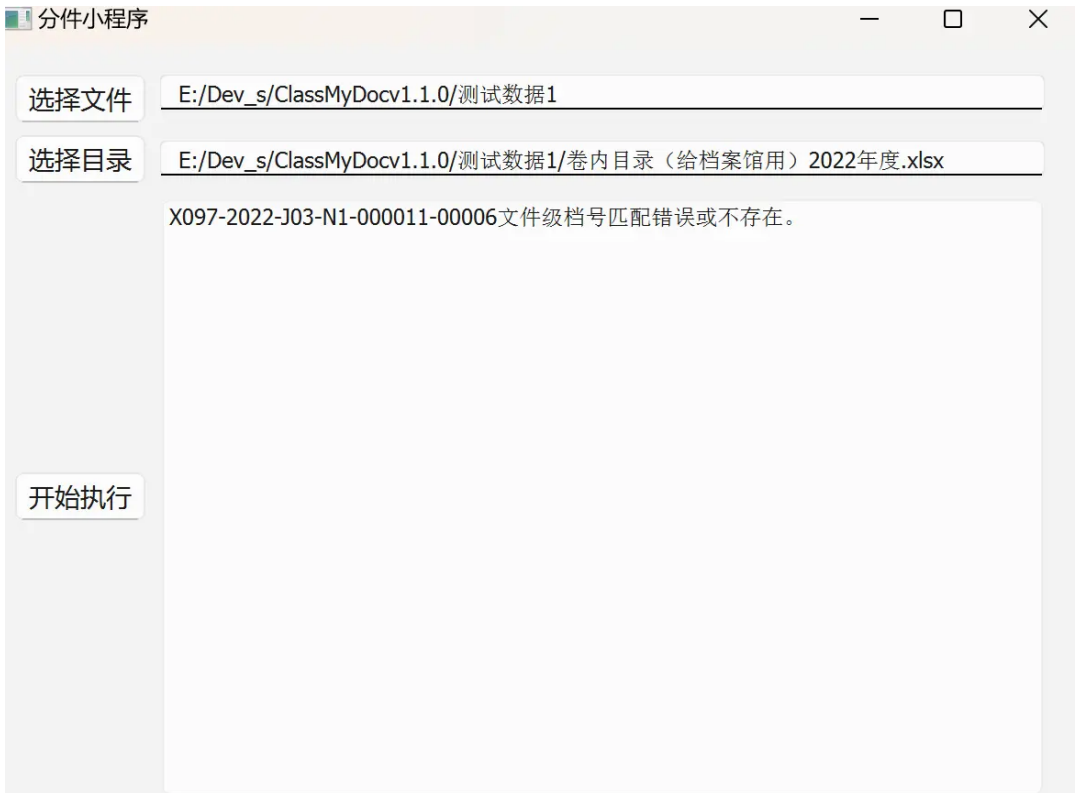 分件小程序
选择文件
E:/Dev_s/ClassMyDocv1.1.0/测试数据1
选择目录
E:/Dev_s/ClassMyDocv1.1.0/测试数据1/卷内目录（给档案馆用）2022年度.xlsx
X097-2022-J03-N1-000011-00006文件级档号匹配错误或不存在。
开始执行